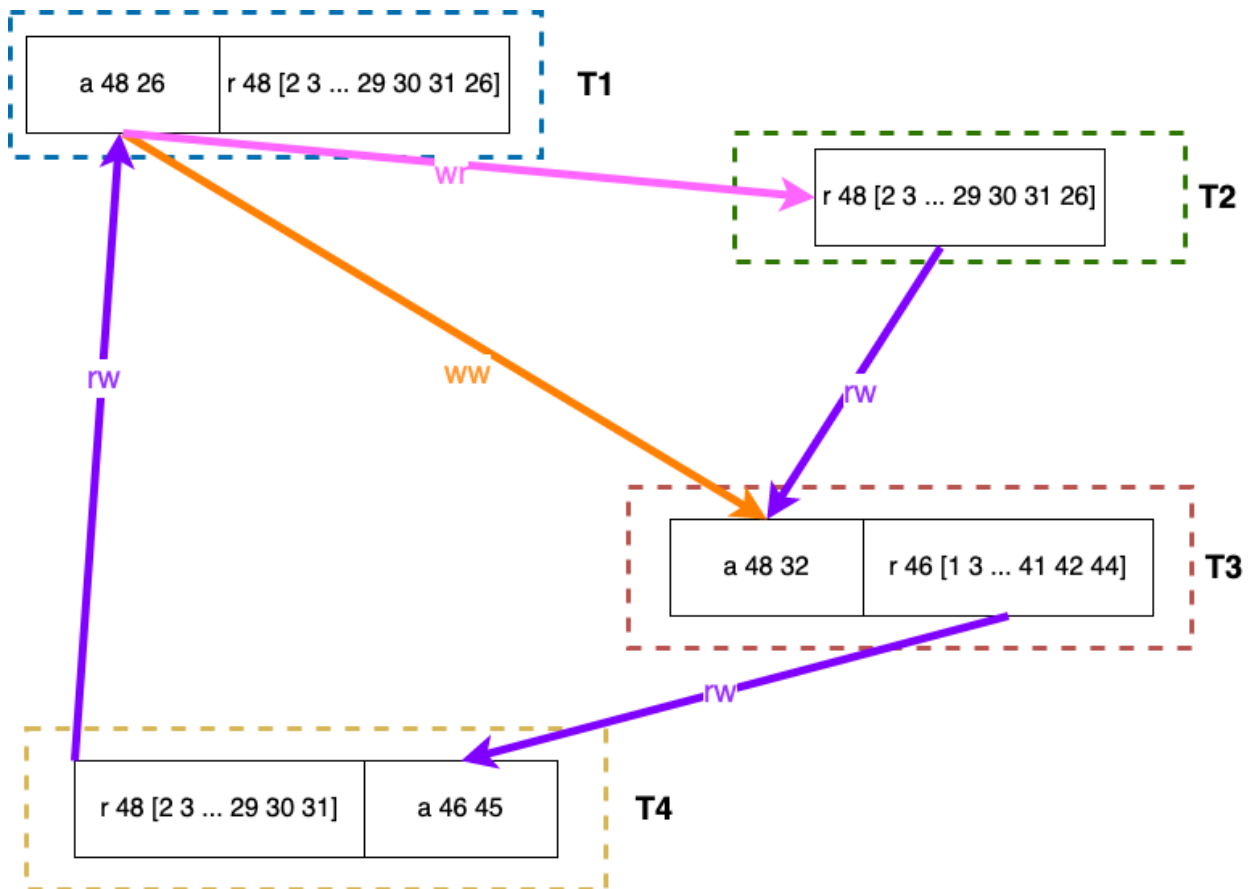 a 48 26
r 48 [2 3 ... 29 30 31 26]
T1
wr
r 48 [2 3 ... 29 30 31 26]
T2
rw
ww
rw
a 48 32
r 46 [1 3 ... 41 42 44]
T3
rw
r 48 [2 3 ... 29 30 31]
a 46 45
T4